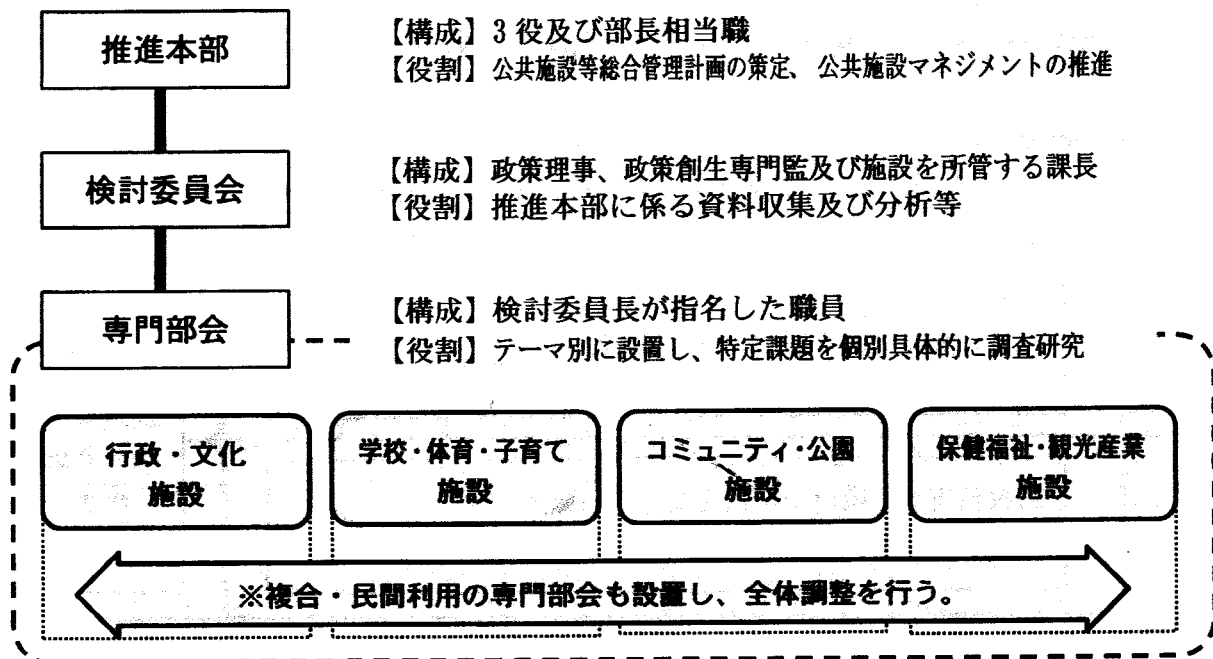 推進本部
【構成】3役及び部長相当職
【役割】公共施設等総合管理計画の策定、公共施設マネジメントの推進
検討委員会
【構成】政策理事、政策創生専門監及び施設を所管する課長
【役割】推進本部に係る資料収集及び分析等
専門部会
【構成】検討委員長が指名した職員
【役割】テーマ別に設置し、特定課題を個別具体的に調査研究
行政・文化
施設
学校・体育・子育て
施設
コミュニティ・公園
施設
保健福祉・観光産業
施設
※複合・民間利用の専門部会も設置し、全体調整を行う。